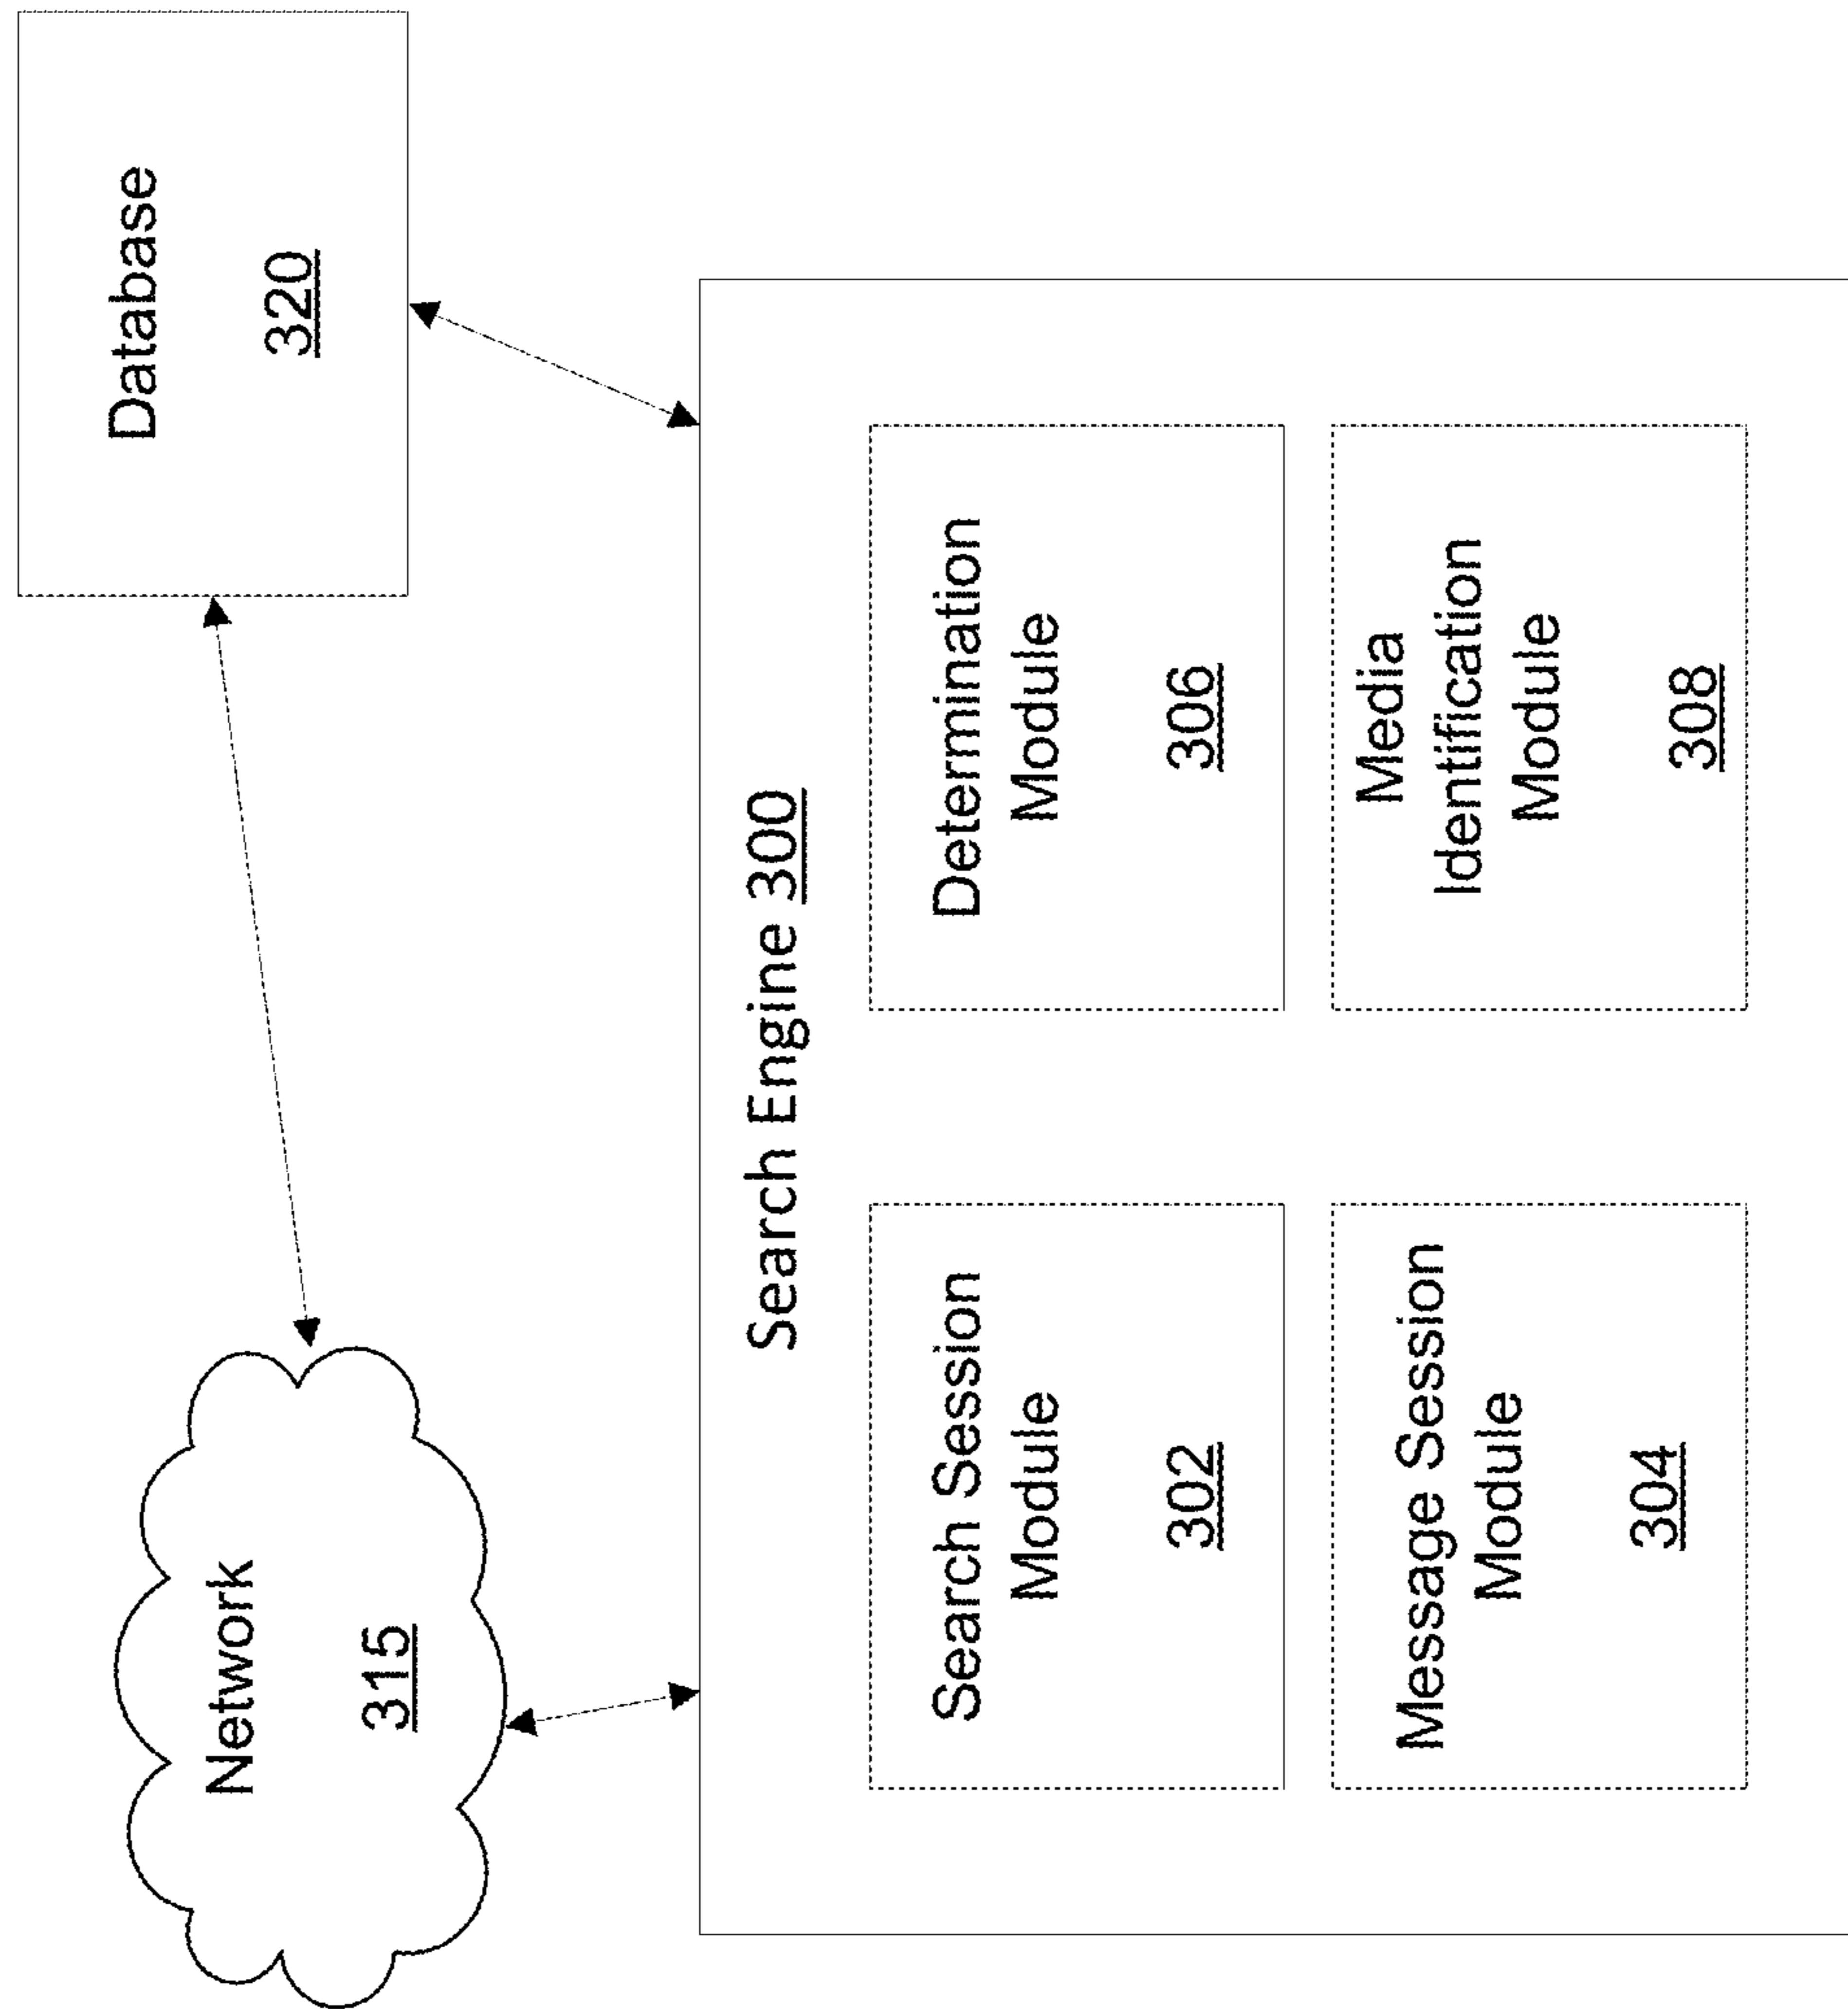 Network
315
Database
320
Search Engine 300
Search Session
Module
302
Determination
Module
306
Message Session
Module
304
Media
Identification
Module
308